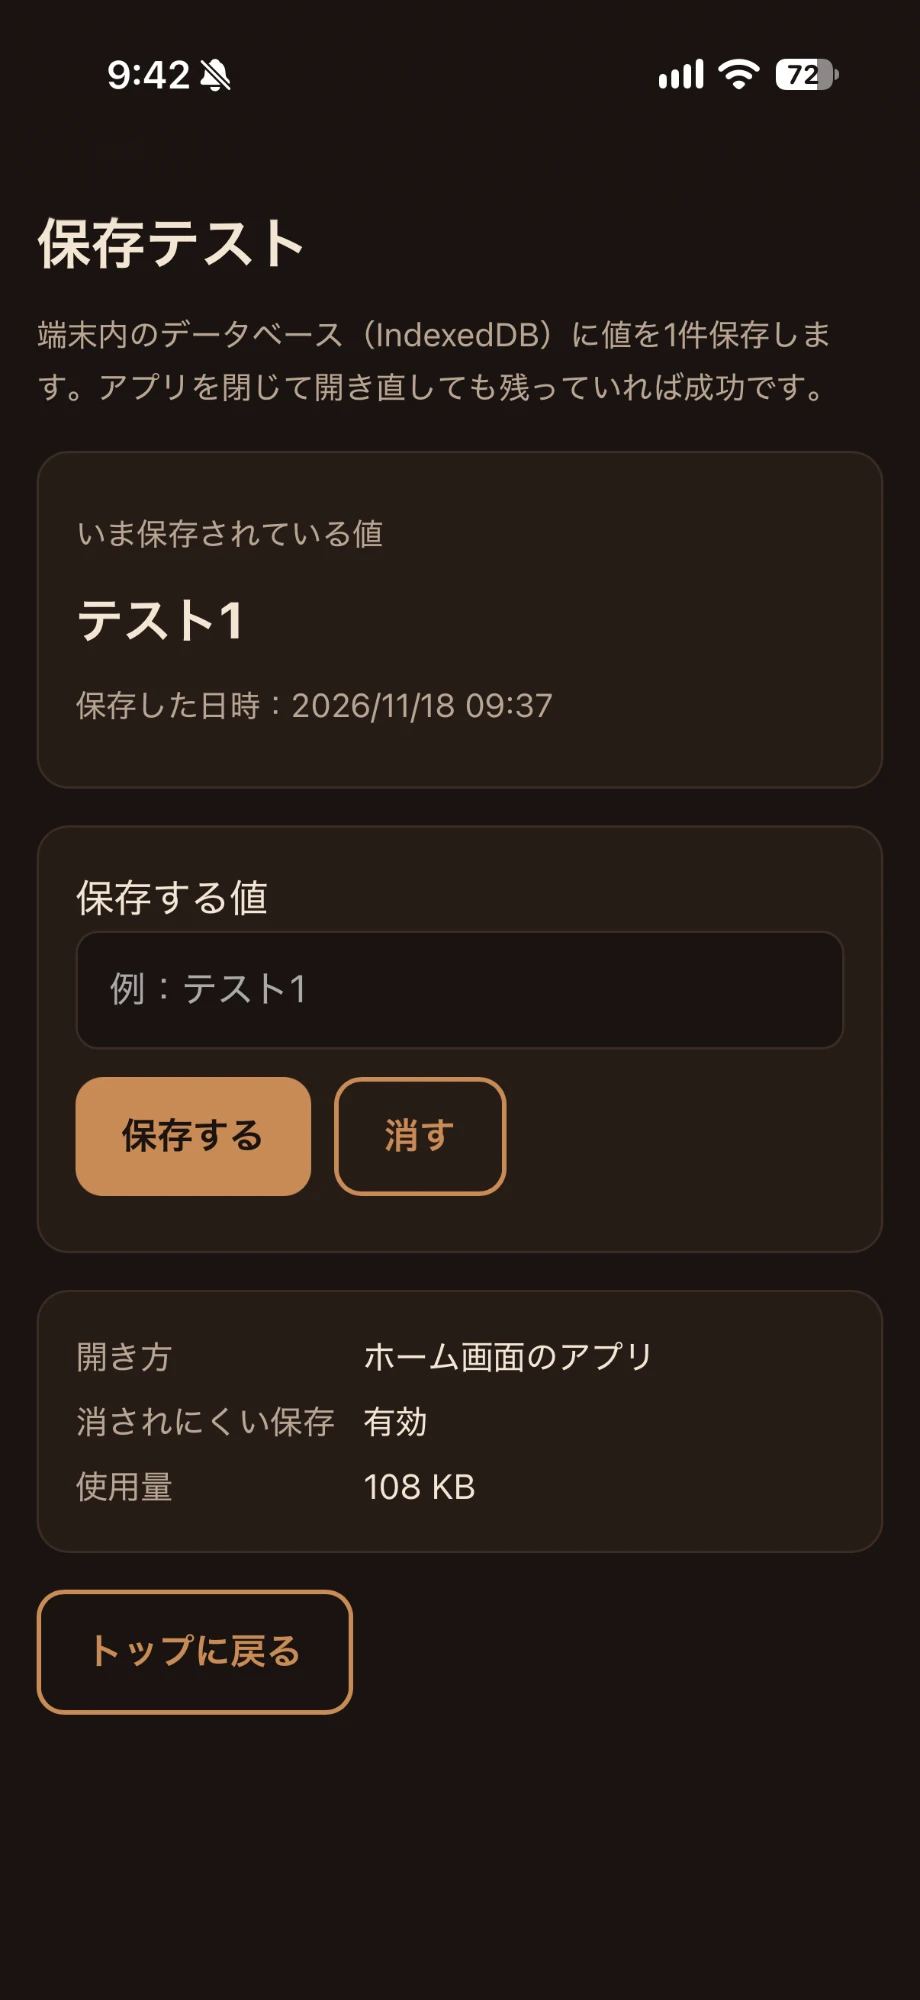 9:42
72
保存テスト
端末内のデータベース（IndexedDB）に値を1件保存しま
す。アプリを閉じて開き直しても残っていれば成功です。
いま保存されている値
テスト1
保存した日時：2026/11/18 09:37
保存する値
例：テスト1
保存する
消す
開き方 ホーム画面のアプリ
消されにくい保存 有効
使用量 108 KB
トップに戻る